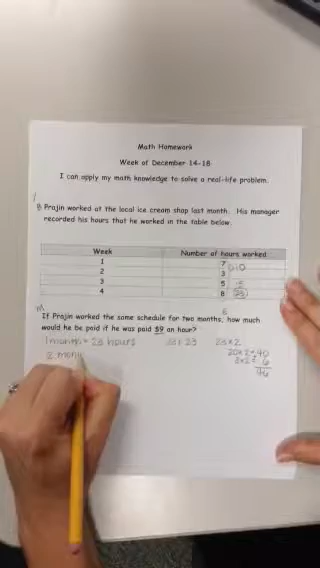 Math Homework
Week of December 14-18
I can apply my math knowledge to solve a real-life problem.
Prajin worked at the local ice cream shop last month. His manager
recorded his hours that he worked in the table below.
Week Number of hours worked
1 7
2 3
3 5
4 8 23
If Prajin worked the same schedule for two months, how much
would he be paid if he was paid $9 an hour?
1 month = 23 hours 23+23 23×2
20×2=40
3×2= 6
46
2 mon